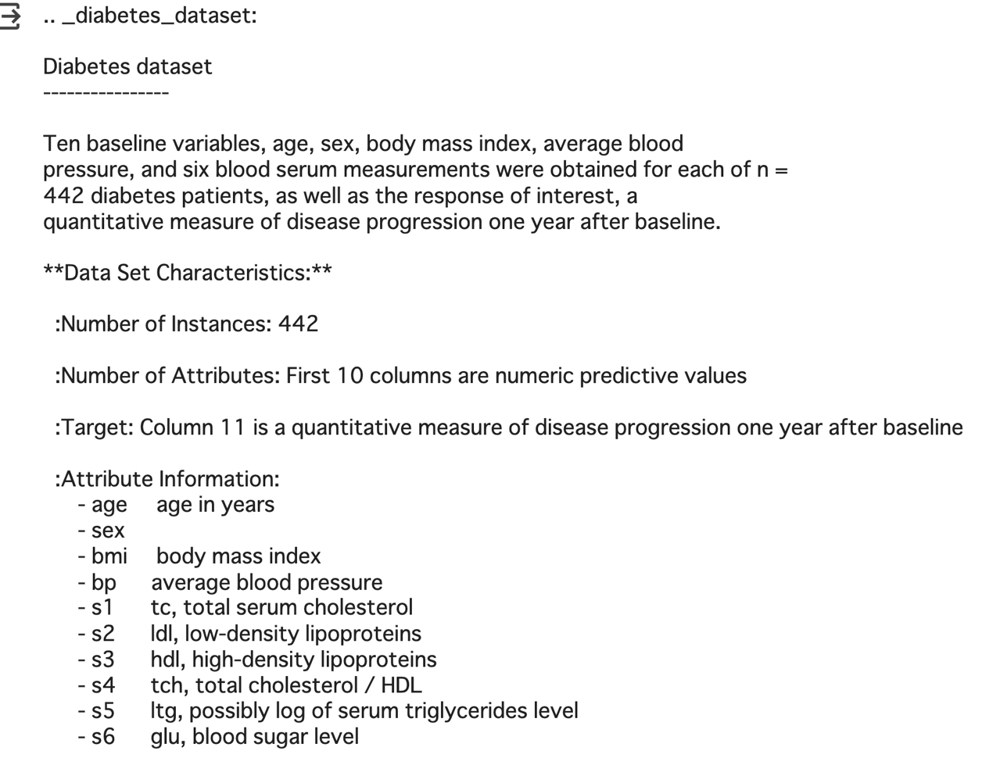 .. _diabetes_dataset:
Diabetes dataset
----------------
Ten baseline variables, age, sex, body mass index, average blood
pressure, and six blood serum measurements were obtained for each of n =
442 diabetes patients, as well as the response of interest, a
quantitative measure of disease progression one year after baseline.
**Data Set Characteristics:**
:Number of Instances: 442
:Number of Attributes: First 10 columns are numeric predictive values
:Target: Column 11 is a quantitative measure of disease progression one year after baseline
:Attribute Information:
- age age in years
- sex
- bmi body mass index
- bp average blood pressure
- s1 tc, total serum cholesterol
- s2 ldl, low-density lipoproteins
- s3 hdl, high-density lipoproteins
- s4 tch, total cholesterol / HDL
- s5 ltg, possibly log of serum triglycerides level
- s6 glu, blood sugar level